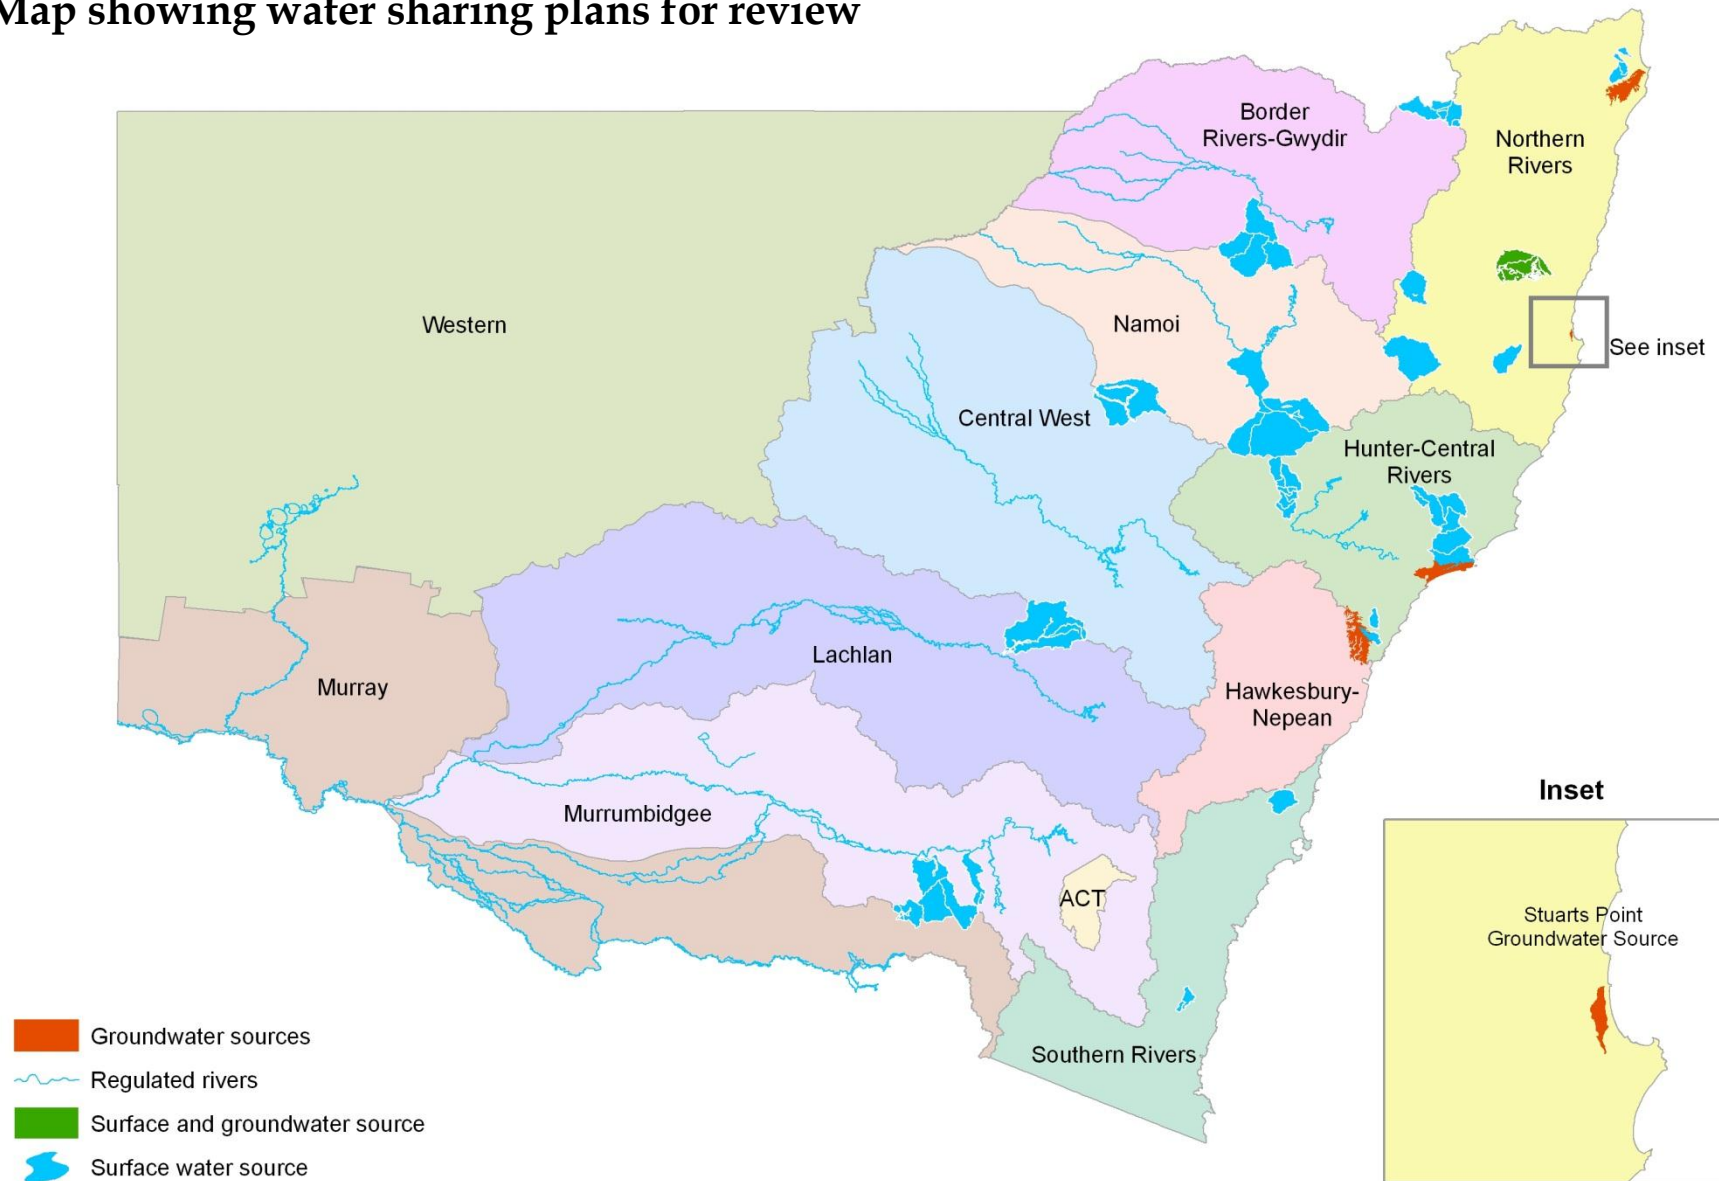 Map showing water sharing plans for review
Border
Rivers-Gwydir
Northern
Rivers
Western
Namoi
See inset
Central West
Hunter-Central
Rivers
Lachlan
Murray
Hawkesbury-
Nepean
Murrumbidgee
ACT
Southern Rivers
Inset
Stuarts Point
Groundwater Source
Groundwater sources
Regulated rivers
Surface and groundwater source
Surface water source